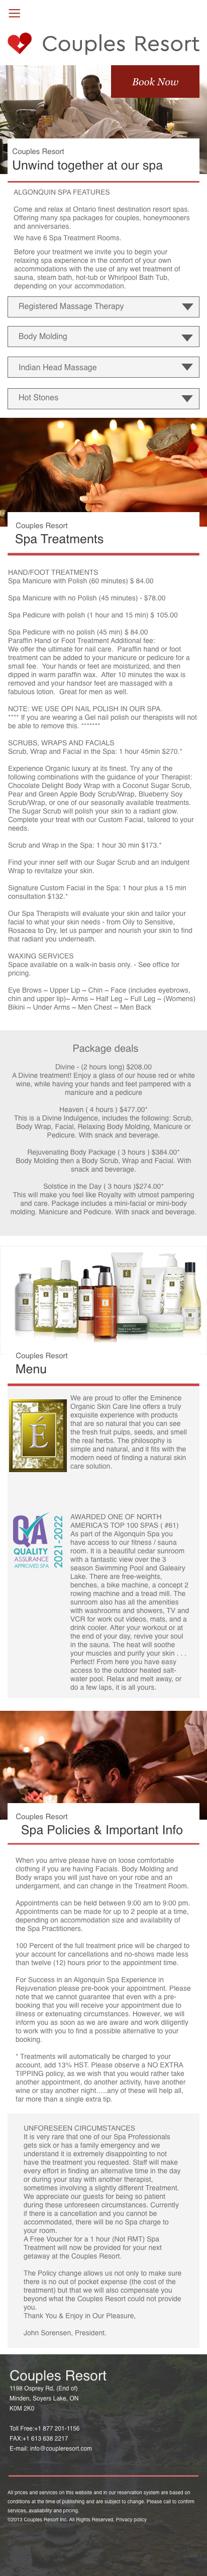 Couples Resort
Book Now
Couples Resort
Unwind together at our spa
ALGONQUIN SPA FEATURES
Come and relax at Ontario finest destination resort spas.
Offering many spa packages for couples, honeymooners
and anniversaries.
We have 6 Spa Treatment Rooms.
Before your treatment we invite you to begin your
relaxing spa experience in the comfort of your own
accommodations with the use of any wet treatment of
sauna, steam bath, hot-tub or Whirlpool Bath Tub,
depending on your accommodation.
Registered Massage Therapy
Body Molding
Indian Head Massage
Hot Stones
Couples Resort
Spa Treatments
HAND/FOOT TREATMENTS
Spa Manicure with Polish (60 minutes) $ 84.00
Spa Manicure with no Polish (45 minutes) - $78.00
Spa Pedicure with polish (1 hour and 15 min) $ 105.00
Spa Pedicure with no polish (45 min) $ 84.00
Paraffin Hand or Foot Treatment Additional fee:
We offer the ultimate for nail care. Paraffin hand or foot
treatment can be added to your manicure or pedicure for a
small fee. Your hands or feet are moisturized, and then
dipped in warm paraffin wax. After 10 minutes the wax is
removed and your hands or feet are massaged with a
fabulous lotion. Great for men as well.
NOTE: WE USE OPI NAIL POLISH IN OUR SPA.
**** If you are wearing a Gel nail polish our therapists will not
be able to remove this. *******
SCRUBS, WRAPS AND FACIALS
Scrub, Wrap and Facial in the Spa: 1 hour 45min $270.*
Experience Organic luxury at its finest. Try any of the
following combinations with the guidance of your Therapist:
Chocolate Delight Body Wrap with a Coconut Sugar Scrub,
Pear and Green Apple Body Scrub/Wrap, Blueberry Soy
Scrub/Wrap, or one of our seasonally available treatments.
The Sugar Scrub will polish your skin to a radiant glow.
Complete your treat with our Custom Facial, tailored to your
needs.
Scrub and Wrap in the Spa: 1 hour 30 min $173.*
Find your inner self with our Sugar Scrub and an indulgent
Wrap to revitalize your skin.
Signature Custom Facial in the Spa: 1 hour plus a 15 min
consultation $132.*
Our Spa Therapists will evaluate your skin and tailor your
facial to what your skin needs - from Oily to Sensitive,
Rosacea to Dry, let us pamper and nourish your skin to find
that radiant you underneath.
WAXING SERVICES
Space available on a walk-in basis only. - See office for
pricing.
Eye Brows ~ Upper Lip ~ Chin ~ Face (includes eyebrows,
chin and upper lip)~ Arms ~ Half Leg ~ Full Leg ~ (Womens)
Bikini ~ Under Arms ~ Men Chest ~ Men Back
Package deals
Divine - (2 hours long) $208.00
A Divine treatment! Enjoy a glass of our house red or white
wine, while having your hands and feet pampered with a
manicure and a pedicure
Heaven ( 4 hours ) $477.00*
This is a Divine Indulgence, includes the following: Scrub,
Body Wrap, Facial, Relaxing Body Molding, Manicure or
Pedicure. With snack and beverage.
Rejuvenating Body Package ( 3 hours ) $384.00*
Body Molding then a Body Scrub, Wrap and Facial. With
snack and beverage.
Solstice in the Day ( 3 hours )$274.00*
This will make you feel like Royalty with utmost pampering
and care. Package includes a mini-facial or mini-body
molding. Manicure and Pedicure. With snack and beverage.
Couples Resort
Menu
We are proud to offer the Eminence
Organic Skin Care line offers a truly
exquisite experience with products
that are so natural that you can see
the fresh fruit pulps, seeds, and smell
the real herbs. The philosophy is
simple and natural, and it fits with the
modern need of finding a natural skin
care solution.
É
QA
QUALITY
ASSURANCE
APPROVED SPA
2021-2022
AWARDED ONE OF NORTH
AMERICA'S TOP 100 SPAS ( #61)
As part of the Algonquin Spa you
have access to our fitness / sauna
room. It is a beautiful cedar sunroom
with a fantastic view over the 3
season Swimming Pool and Galeairy
Lake. There are free-weights,
benches, a bike machine, a concept 2
rowing machine and a tread mill. The
sunroom also has all the amenities
with washrooms and showers, TV and
VCR for work out videos, mats, and a
drink cooler. After your workout or at
the end of your day, revive your soul
in the sauna. The heat will soothe
your muscles and purify your skin . . .
Perfect! From here you have easy
access to the outdoor heated salt-
water pool. Relax and melt away, or
do a few laps, it is all yours.
Couples Resort
Spa Policies & Important Info
When you arrive please have on loose comfortable
clothing if you are having Facials. Body Molding and
Body wraps you will just have on your robe and an
undergarment, and can change in the Treatment Room.
Appointments can be held between 9:00 am to 9:00 pm.
Appointments can be made for up to 2 people at a time,
depending on accommodation size and availability of
the Spa Practitioners.
100 Percent of the full treatment price will be charged to
your account for cancellations and no-shows made less
than twelve (12) hours prior to the appointment time.
For Success in an Algonquin Spa Experience in
Rejuvenation please pre-book your appointment. Please
note that we cannot guarantee that even with a pre-
booking that you will receive your appointment due to
illness or extenuating circumstances. However, we will
inform you as soon as we are aware and work diligently
to work with you to find a possible alternative to your
booking.
* Treatments will automatically be charged to your
account, add 13% HST. Please observe a NO EXTRA
TIPPING policy, as we wish that you would rather take
another appointment, do another activity, have another
wine or stay another night.....any of these will help all,
far more than a single extra tip.
UNFORESEEN CIRCUMSTANCES
It is very rare that one of our Spa Professionals
gets sick or has a family emergency and we
understand it is extremely disappointing to not
have the treatment you requested. Staff will make
every effort in finding an alternative time in the day
or during your stay with another therapist,
sometimes involving a slightly different Treatment.
We appreciate our guests for being so patient
during these unforeseen circumstances. Currently
if there is a cancellation and you cannot be
accommodated, there will be no Spa charge to
your room.
A Free Voucher for a 1 hour (Not RMT) Spa
Treatment will now be provided for your next
getaway at the Couples Resort.
The Policy change allows us not only to make sure
there is no out of pocket expense (the cost of the
treatment) but that we will also compensate you
beyond what the Couples Resort could not provide
you.
Thank You & Enjoy in Our Pleasure,
John Sorensen, President.
Couples Resort
1198 Osprey Rd. (End of)
Minden, Soyers Lake, ON
K0M 2K0
Toll Free:+1 877 201-1156
FAX:+1 613 638 2217
E-mail: info@coupleresort.com
All prices and services on this website and in our reservation system are based on
conditions at the time of publishing and are subject to change. Please call to confirm
services, availability and pricing.
©2013 Couples Resort Inc. All Rights Reserved. Privacy policy